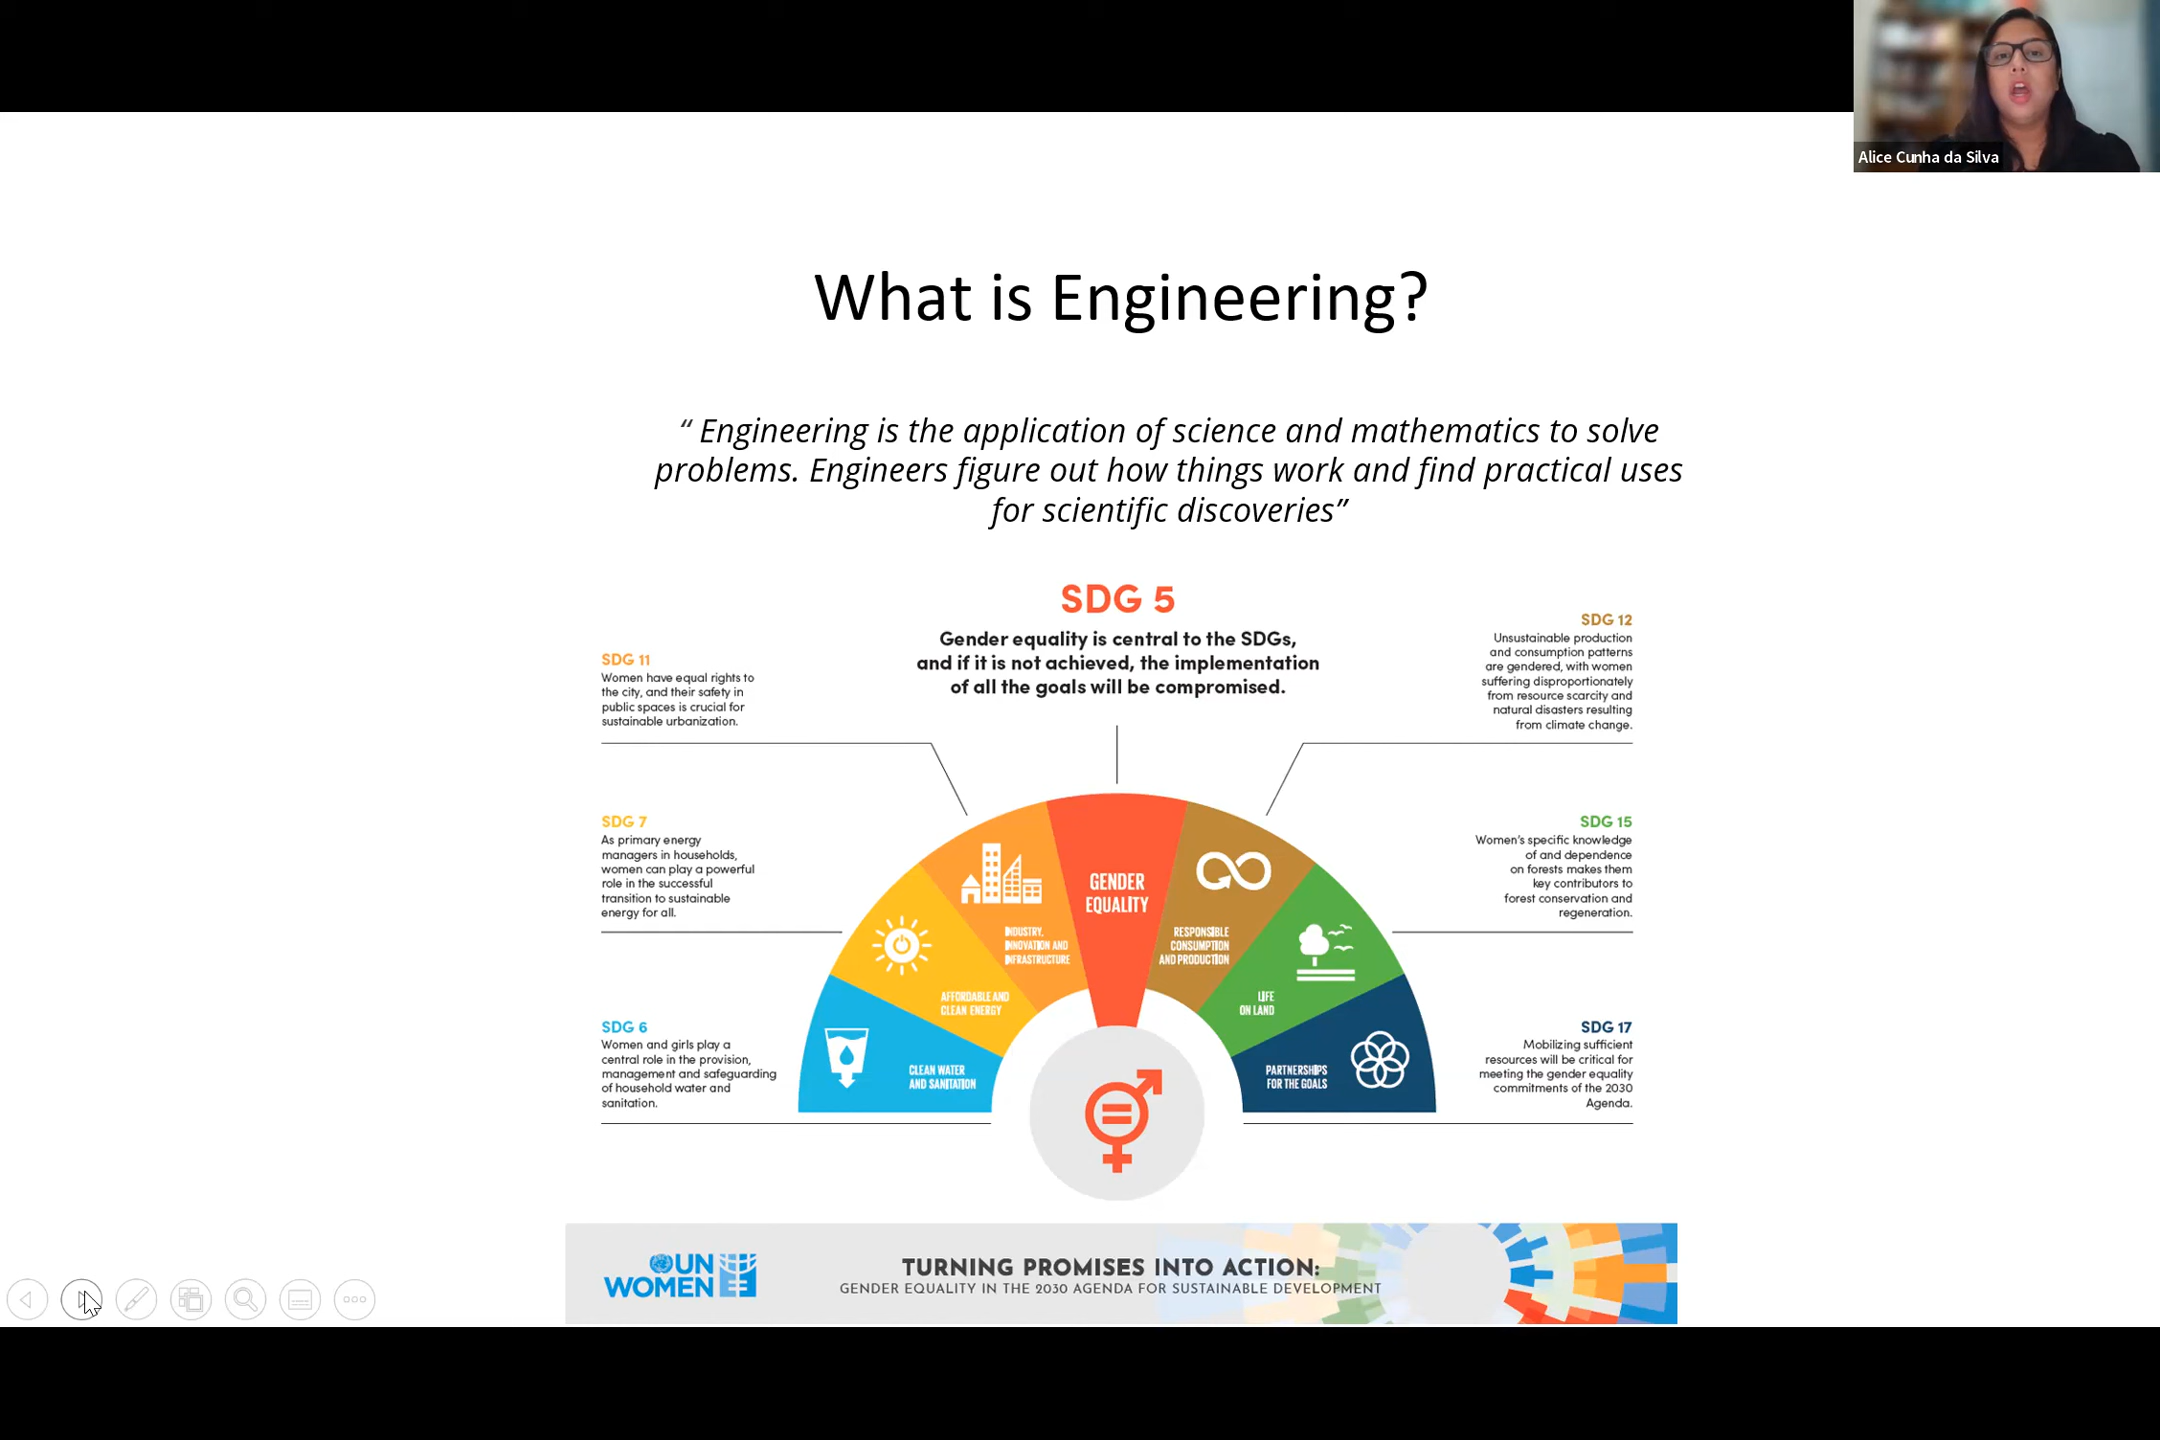 Alice Cunha da Silva
What is Engineering?
“ Engineering is the application of science and mathematics to solve
problems. Engineers figure out how things work and find practical uses
for scientific discoveries”
SDG 5
Gender equality is central to the SDGs,
and if it is not achieved, the implementation
of all the goals will be compromised.
SDG 11
Women have equal rights to
the city, and their safety in
public spaces is crucial for
sustainable urbanization.
SDG 12
Unsustainable production
and consumption patterns
are gendered, with women
suffering disproportionately
from resource scarcity and
natural disasters resulting
from climate change.
SDG 7
As primary energy
managers in households,
women can play a powerful
role in the successful
transition to sustainable
energy for all.
SDG 15
Women’s specific knowledge
of and dependence
on forests makes them
key contributors to
forest conservation and
regeneration.
SDG 6
Women and girls play a
central role in the provision,
management and safeguarding
of household water and
sanitation.
SDG 17
Mobilizing sufficient
resources will be critical for
meeting the gender equality
commitments of the 2030
Agenda.
CLEAN WATER
AND SANITATION
AFFORDABLE AND
CLEAN ENERGY
INDUSTRY,
INNOVATION AND
INFRASTRUCTURE
GENDER
EQUALITY
RESPONSIBLE
CONSUMPTION
AND PRODUCTION
LIFE
ON LAND
PARTNERSHIPS
FOR THE GOALS
UN
WOMEN
TURNING PROMISES INTO ACTION:
GENDER EQUALITY IN THE 2030 AGENDA FOR SUSTAINABLE DEVELOPMENT